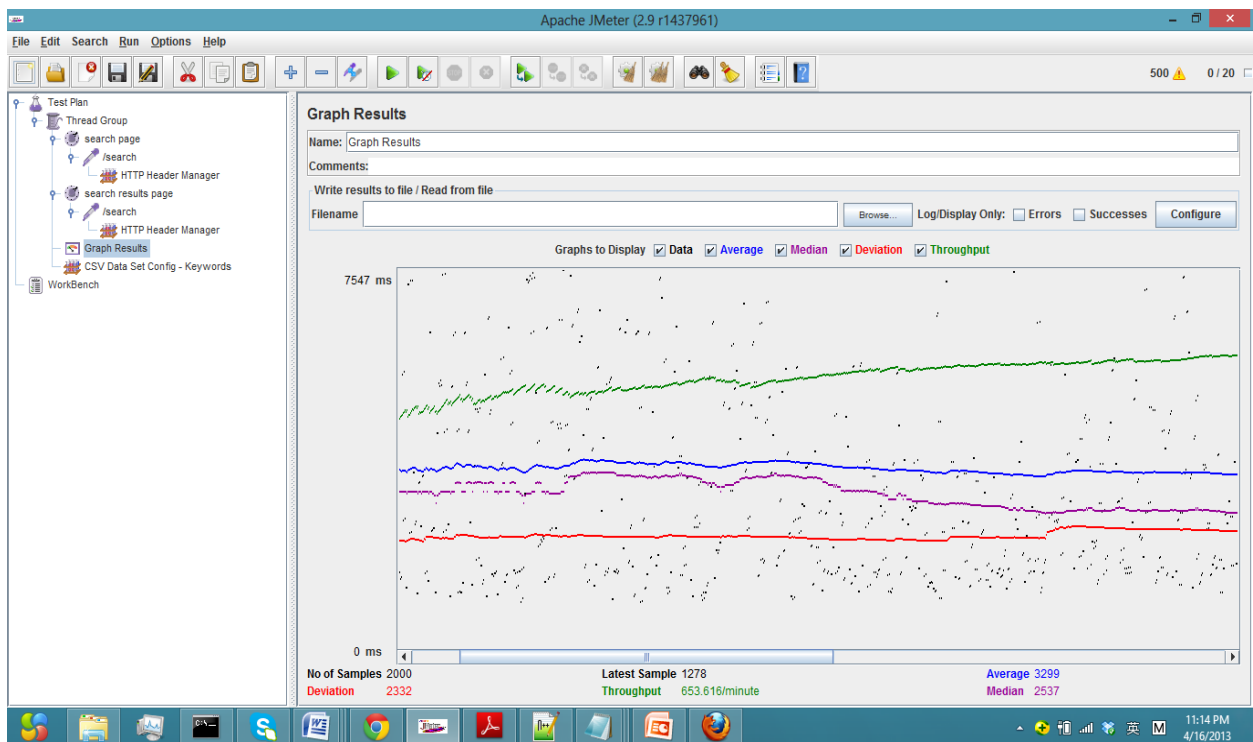 Apache JMeter (2.9 r1437961)
File Edit Search Run Options Help
500 0 / 20
Test Plan
Thread Group
search page
/search
HTTP Header Manager
search results page
/search
HTTP Header Manager
Graph Results
CSV Data Set Config - Keywords
WorkBench
Graph Results
Name: Graph Results
Comments:
Write results to file / Read from file
Filename Browse... Log/Display Only: Errors Successes Configure
Graphs to Display Data Average Median Deviation Throughput
7547 ms
0 ms
No of Samples 2000 Latest Sample 1278 Average 3299
Deviation 2332 Throughput 653.616/minute Median 2537
英 M 11:14 PM
4/16/2013